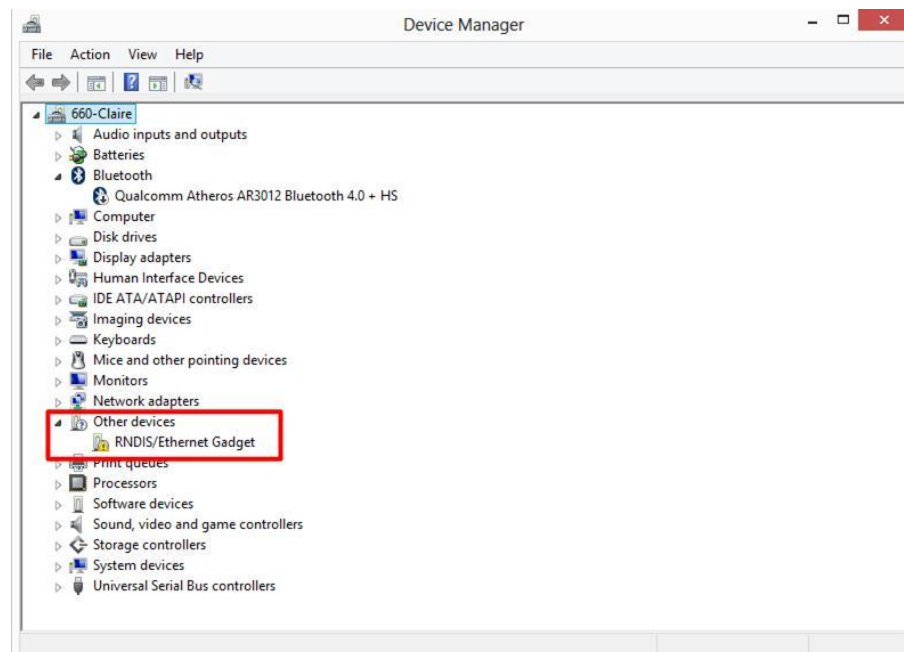 Device Manager
File Action View Help
660-Claire
Audio inputs and outputs
Batteries
Bluetooth
Qualcomm Atheros AR3012 Bluetooth 4.0 + HS
Computer
Disk drives
Display adapters
Human Interface Devices
IDE ATA/ATAPI controllers
Imaging devices
Keyboards
Mice and other pointing devices
Monitors
Network adapters
Other devices
RNDIS/Ethernet Gadget
Print queues
Processors
Software devices
Sound, video and game controllers
Storage controllers
System devices
Universal Serial Bus controllers